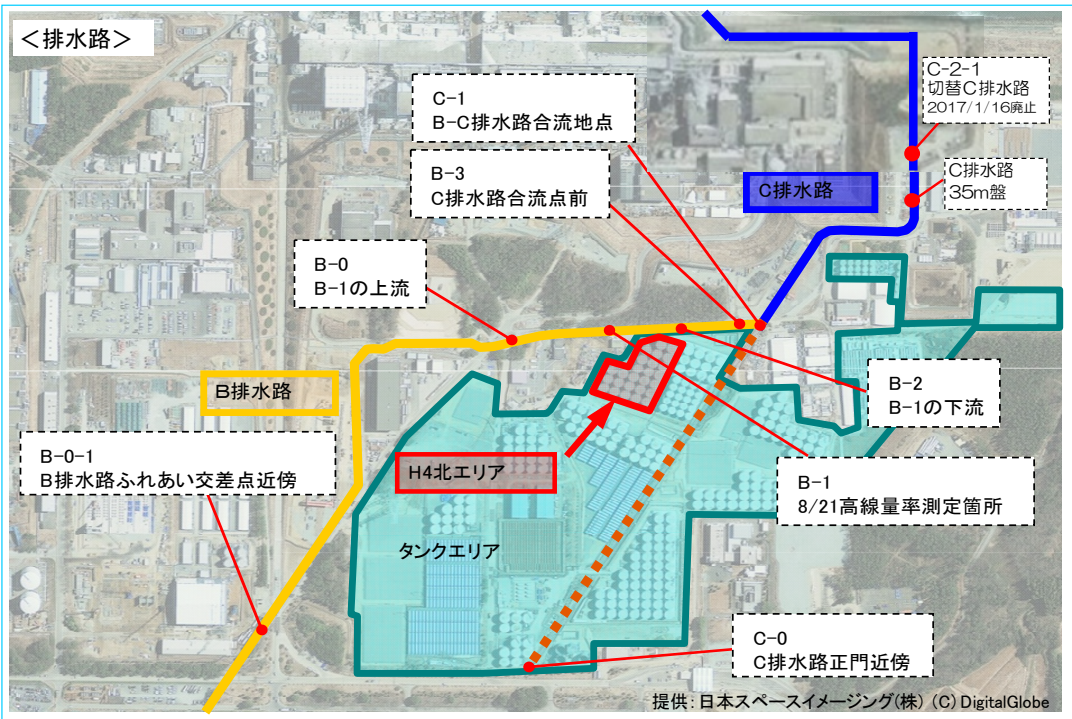 <排水路>
C-1
B-C排水路合流地点
C-2-1
切替C排水路
2017/1/16廃止
B-3
C排水路合流点前
C排水路
C排水路
35m盤
B-0
B-1の上流
B排水路
B-2
B-1の下流
B-0-1
B排水路ふれあい交差点近傍
H4北エリア
B-1
8/21高線量率測定箇所
タンクエリア
C-0
C排水路正門近傍
提供:日本スペースイメージング(株) (C) DigitalGlobe